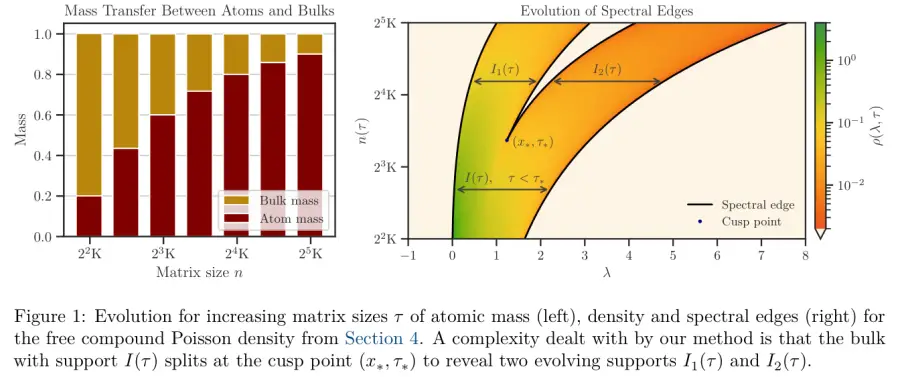 Mass Transfer Between Atoms and Bulks
1.0
0.8
0.6
0.4
0.2
0.0
Mass
Bulk mass
Atom mass
2²K
2³K
2⁴K
2⁵K
Matrix size n
Evolution of Spectral Edges
2⁵K
2⁴K
2³K
2²K
n(τ)
I₁(τ)
I₂(τ)
(x∗, τ∗)
I(τ), τ < τ∗
Spectral edge
Cusp point
−1 0 1 2 3 4 5 6 7 8
λ
10⁰
10⁻¹
10⁻²
ρ(λ, τ)
Figure 1: Evolution for increasing matrix sizes τ of atomic mass (left), density and spectral edges (right) for
the free compound Poisson density from Section 4. A complexity dealt with by our method is that the bulk
with support I(τ) splits at the cusp point (x∗, τ∗) to reveal two evolving supports I₁(τ) and I₂(τ).